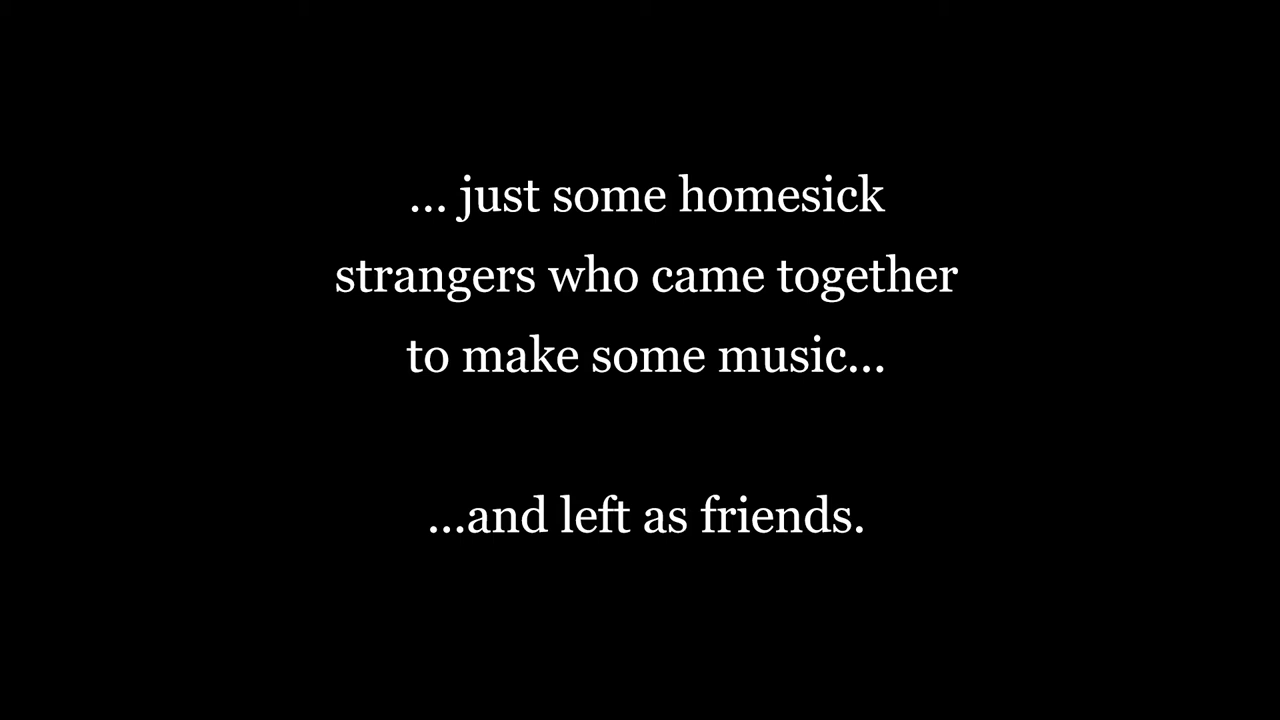 ... just some homesick
strangers who came together
to make some music...
...and left as friends.